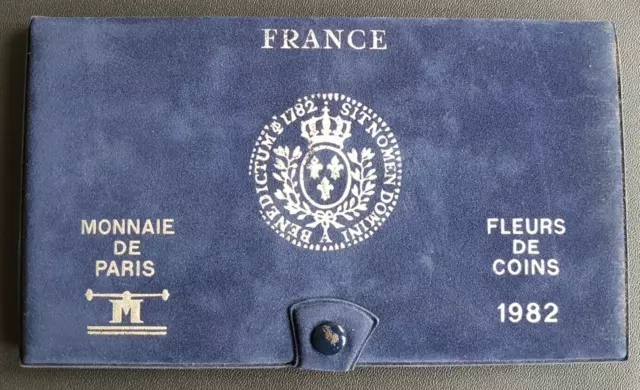 FRANCE
1782 SIT NOMEN DOMINI A BENEDICTUM
MONNAIE
DE
PARIS
M
FLEURS
DE
COINS
1982